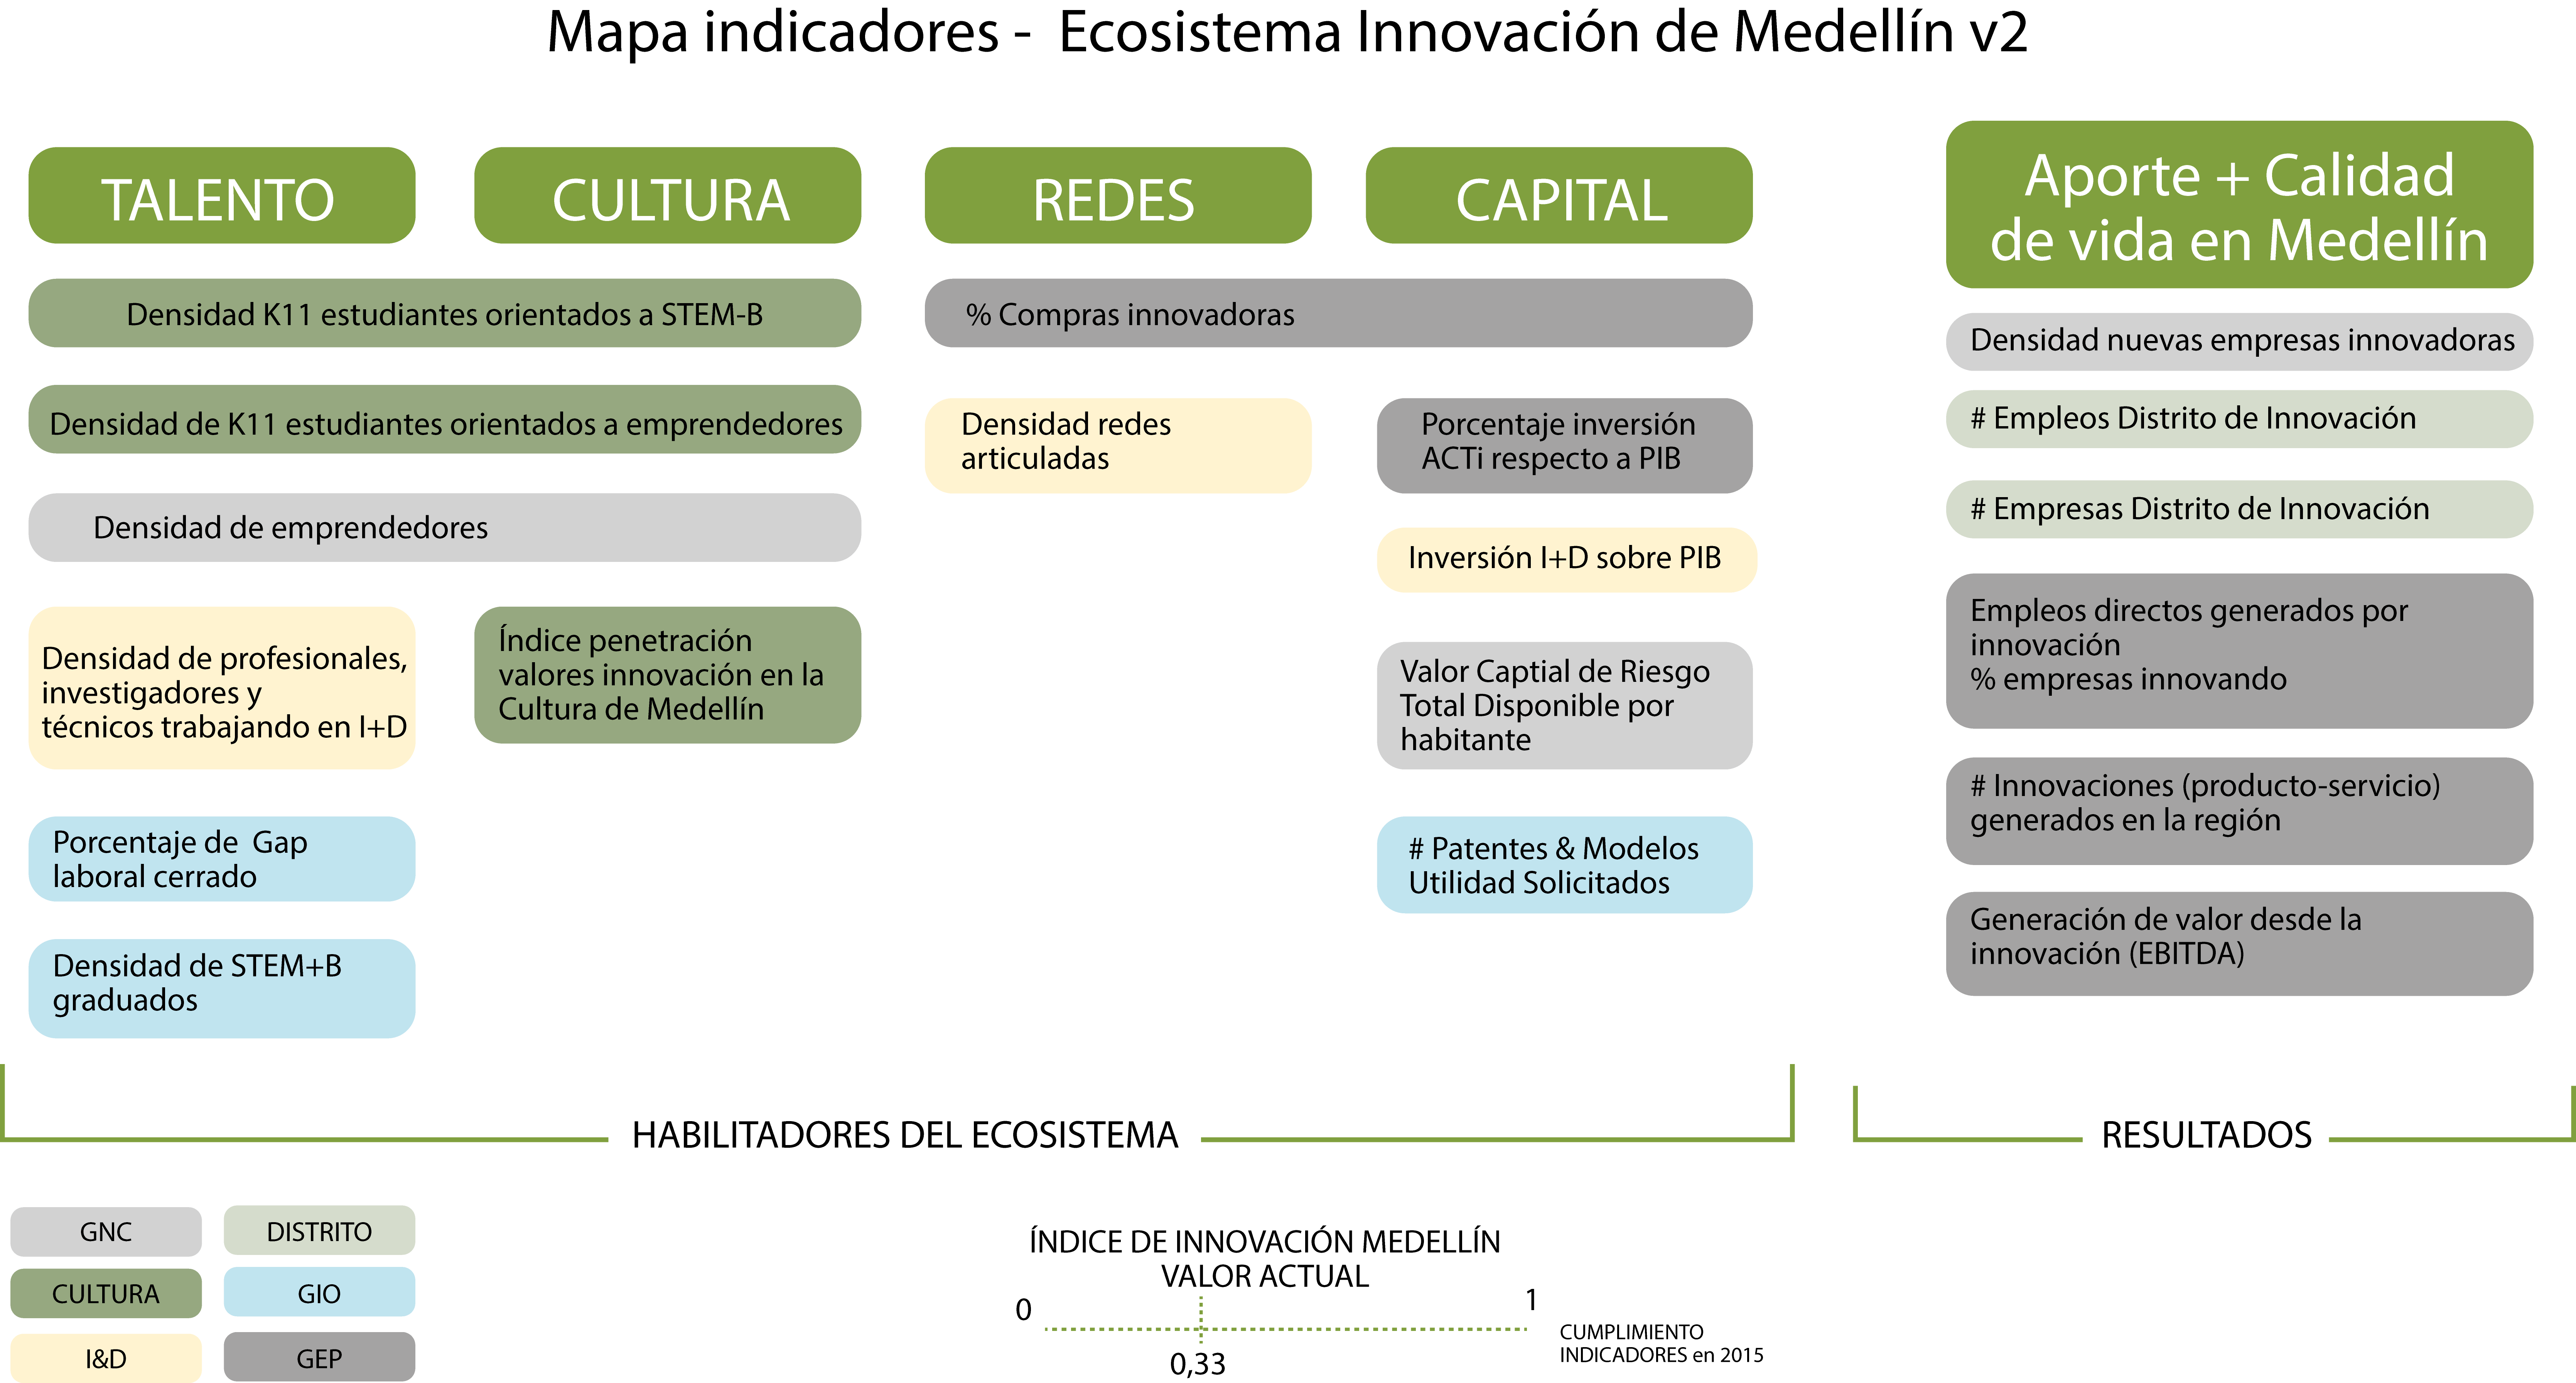 Mapa indicadores -  Ecosistema Innovación de Medellín v2
TALENTO
CULTURA
REDES
CAPITAL
Aporte + Calidad
de vida en Medellín
Densidad K11 estudiantes orientados a STEM-B
Densidad de K11 estudiantes orientados a emprendedores
Densidad de emprendedores
Densidad de profesionales,
investigadores y
técnicos trabajando en I+D
Porcentaje de  Gap
laboral cerrado
Densidad de STEM+B
graduados
Índice penetración
valores innovación en la
Cultura de Medellín
% Compras innovadoras
Densidad redes
articuladas
Porcentaje inversión
ACTi respecto a PIB
Inversión I+D sobre PIB
Valor Captial de Riesgo
Total Disponible por
habitante
# Patentes & Modelos
Utilidad Solicitados
Densidad nuevas empresas innovadoras
# Empleos Distrito de Innovación
# Empresas Distrito de Innovación
Empleos directos generados por
innovación
% empresas innovando
# Innovaciones (producto-servicio)
generados en la región
Generación de valor desde la
innovación (EBITDA)
HABILITADORES DEL ECOSISTEMA
RESULTADOS
GNC
DISTRITO
CULTURA
GIO
I&D
GEP
ÍNDICE DE INNOVACIÓN MEDELLÍN
VALOR ACTUAL
0
1
0,33
CUMPLIMIENTO
INDICADORES en 2015